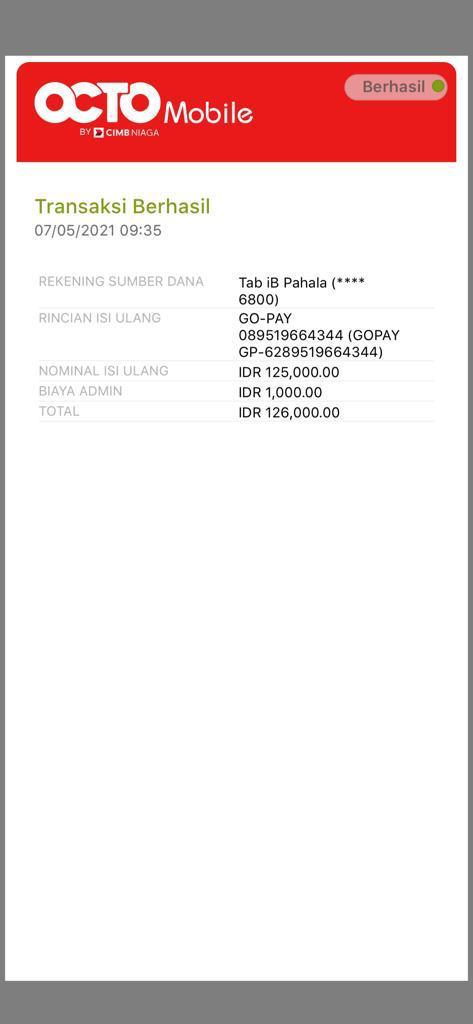 OCTO Mobile
BY CIMB NIAGA
Berhasil
Transaksi Berhasil
07/05/2021 09:35
REKENING SUMBER DANA
Tab iB Pahala (****
6800)
RINCIAN ISI ULANG
GO-PAY
089519664344 (GOPAY
GP-6289519664344)
NOMINAL ISI ULANG
IDR 125,000.00
BIAYA ADMIN
IDR 1,000.00
TOTAL
IDR 126,000.00